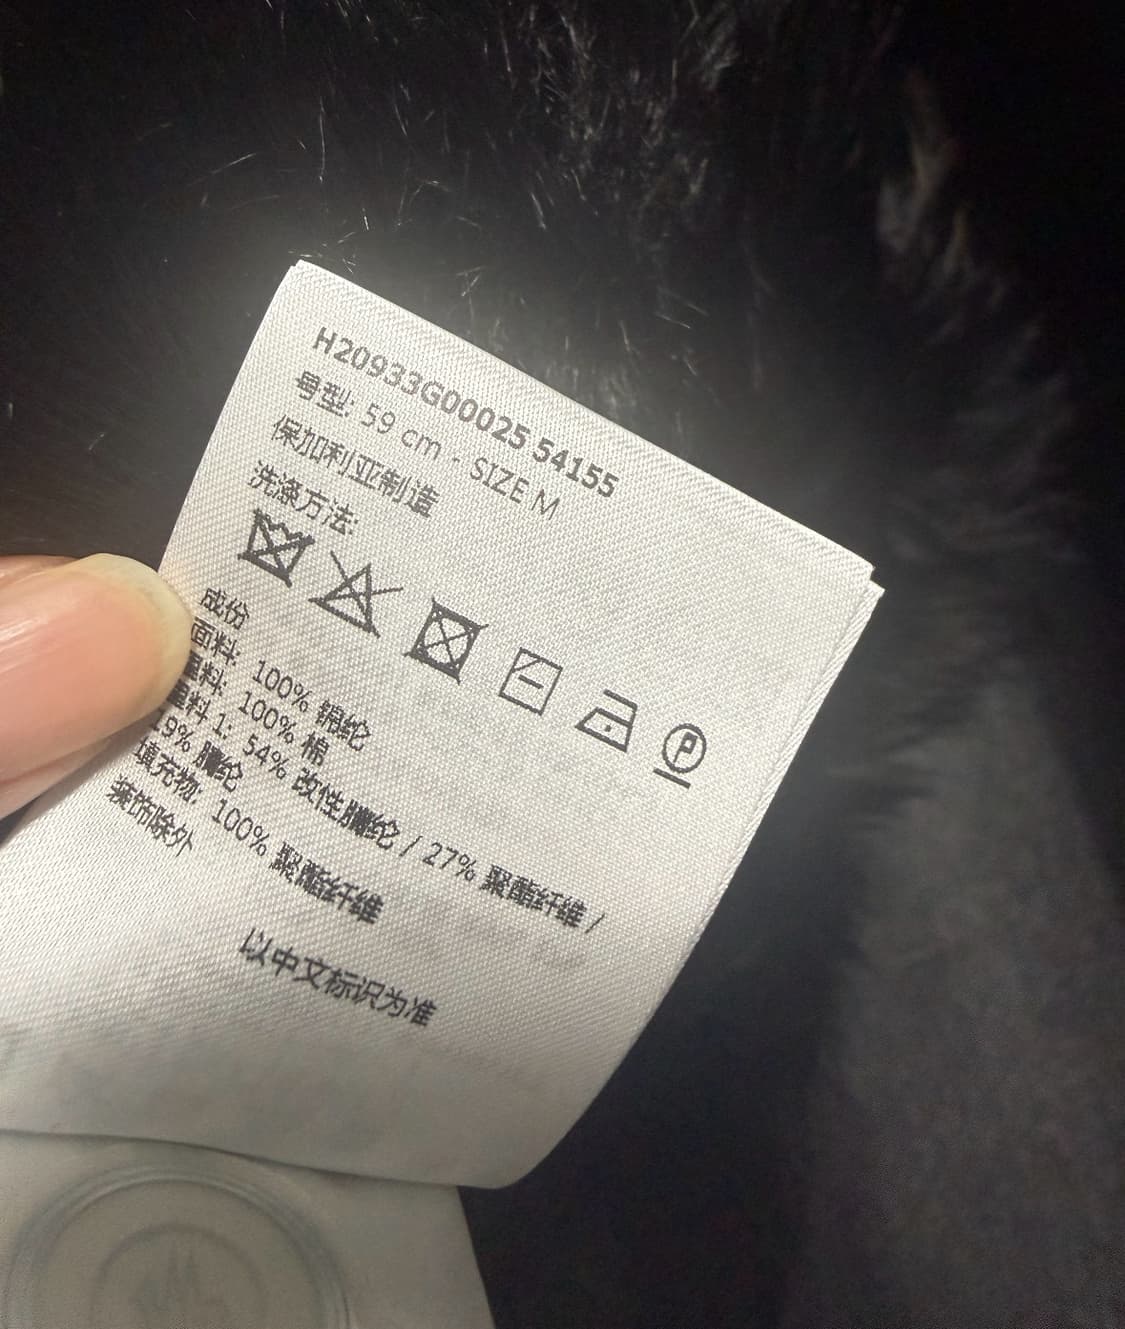 H20933G00025 54155
号型: 59 cm - SIZE M
保加利亚制造
洗涤方法:
P
成份
面料: 100% 锦纶
里料: 100% 棉
里料 1: 54% 改性腈纶 / 27% 聚酯纤维 /
19% 腈纶
填充物: 100% 聚酯纤维
装饰除外
以中文标识为准